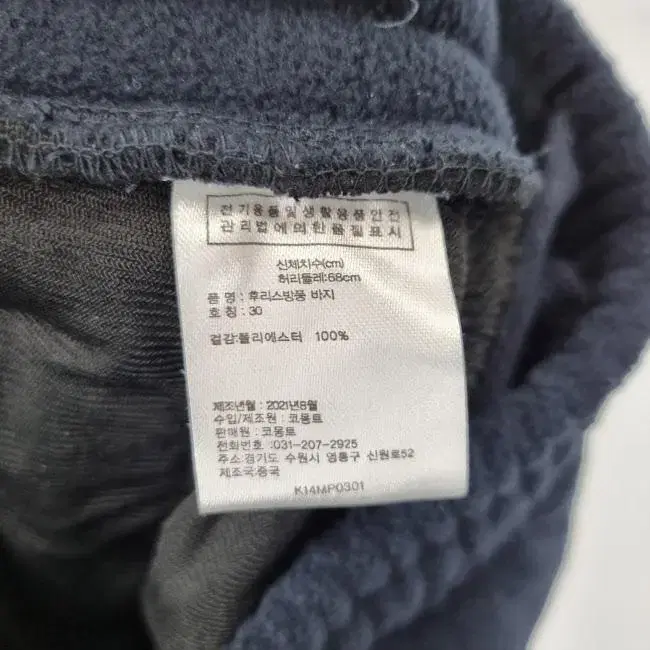 전기용품및생활용품안전
관리법에의한품질표시
신체치수(cm)
허리둘레:68cm
품 명 : 후리스방풍 바지
호 칭 : 30
겉감:폴리에스터 100%
제조년월 : 2021년8월
수입/제조원 : 코몽트
판매원 : 코몽트
전화번호 :031-207-2925
주소:경기도 수원시 영통구 신원로52
제조국:중국
K14MP0301